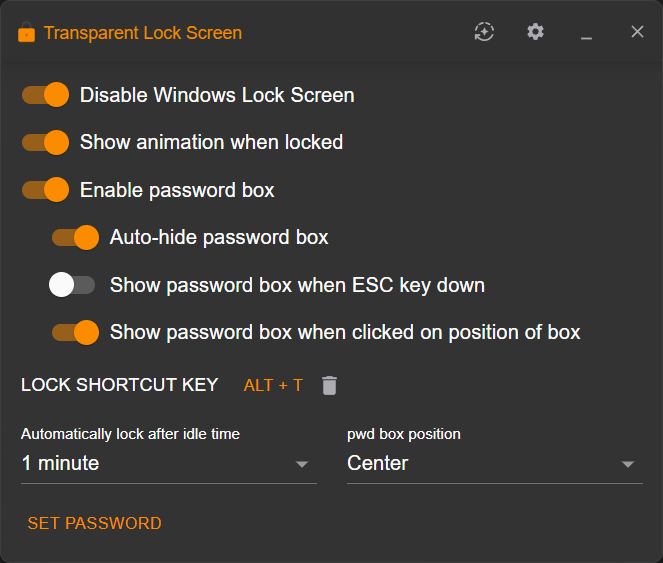 Transparent Lock Screen
Disable Windows Lock Screen
Show animation when locked
Enable password box
Auto-hide password box
Show password box when ESC key down
Show password box when clicked on position of box
LOCK SHORTCUT KEY ALT + T
Automatically lock after idle time pwd box position
1 minute Center
SET PASSWORD